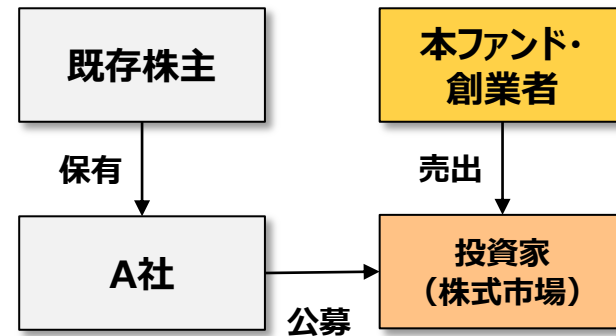 既存株主
本ファンド・
創業者
保有
売出
A社
投資家
（株式市場）
公募